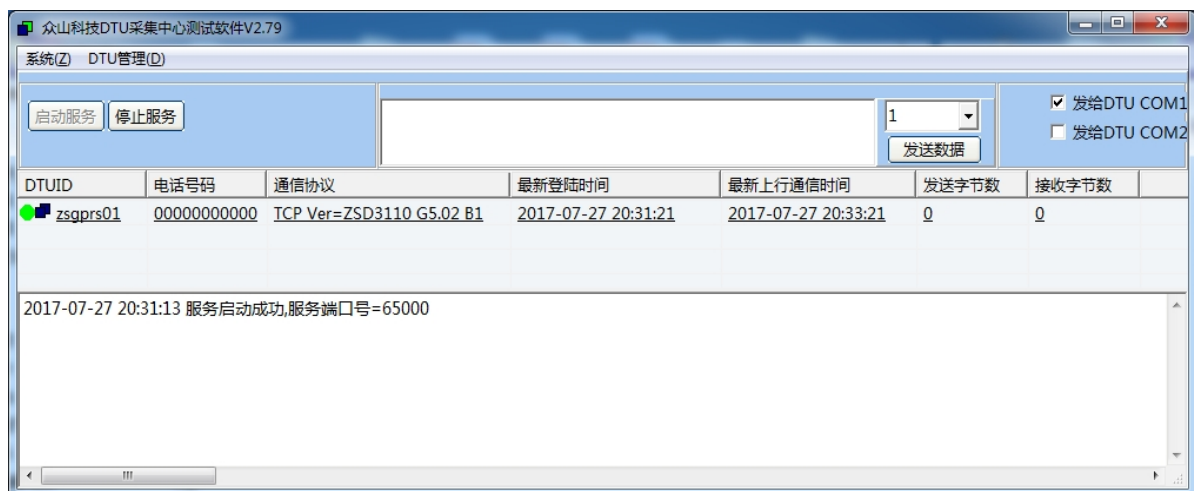 众山科技DTU采集中心测试软件V2.79
系统(Z) DTU管理(D)
启动服务 停止服务 1 发送数据
发给DTU COM1
发给DTU COM2
DTUID 电话号码 通信协议 最新登陆时间 最新上行通信时间 发送字节数 接收字节数
zsgprs01 00000000000 TCP Ver=ZSD3110 G5.02 B1 2017-07-27 20:31:21 2017-07-27 20:33:21 0 0
2017-07-27 20:31:13 服务启动成功,服务端口号=65000